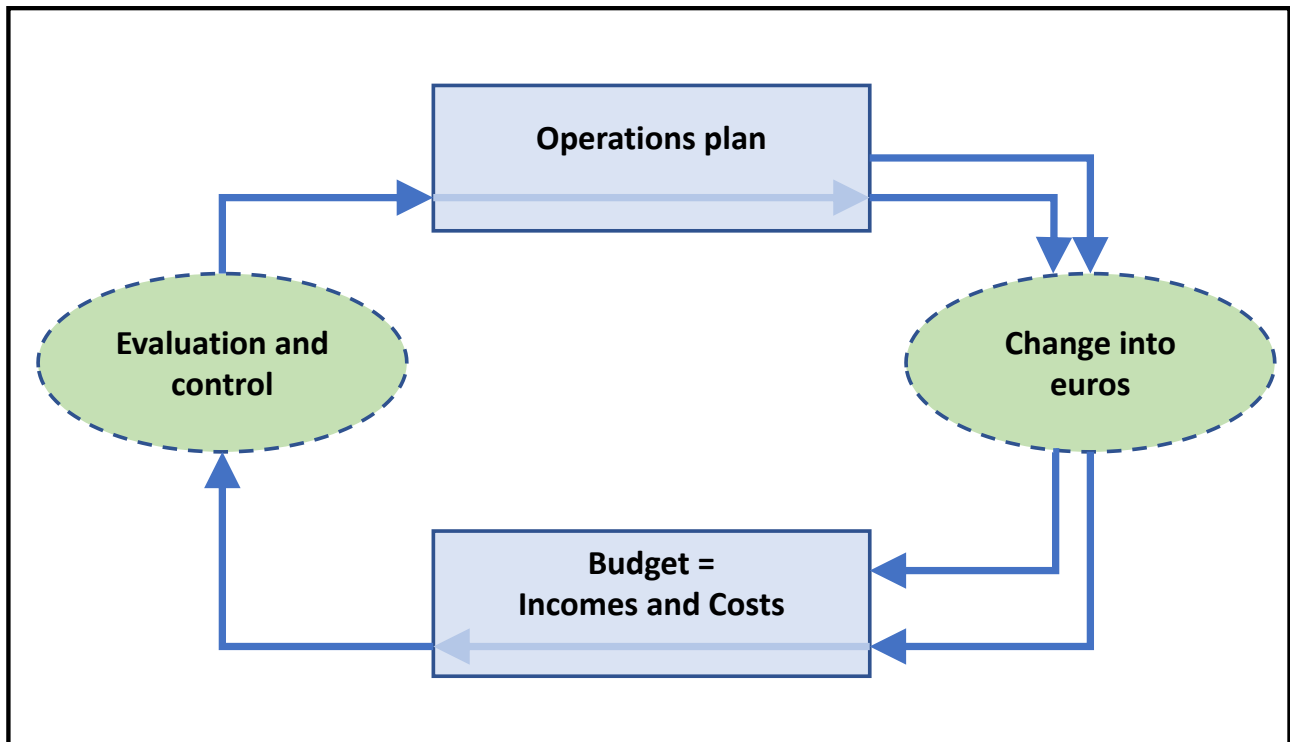 Operations plan
Evaluation and
control
Change into
euros
Budget =
Incomes and Costs